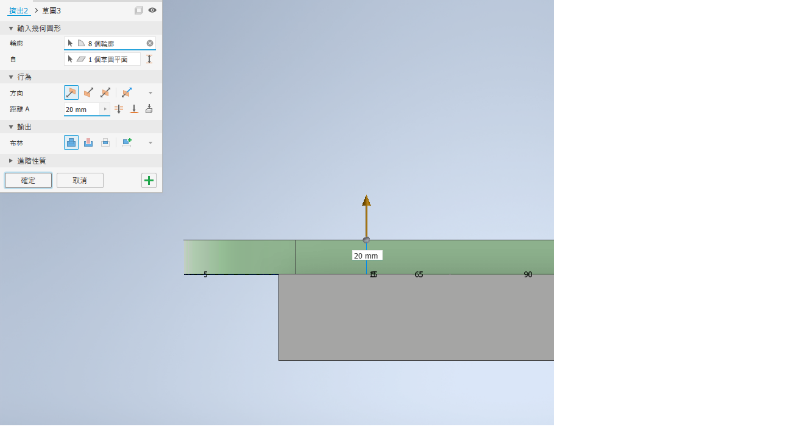 擠出2 > 草圖3
▼ 輸入幾何圖形
輪廓 8 個輪廓
自 1 個草圖平面
▼ 行為
方向
距離 A 20 mm
▼ 輸出
布林
▶ 進階性質
確定 取消
20 mm
5 65 90